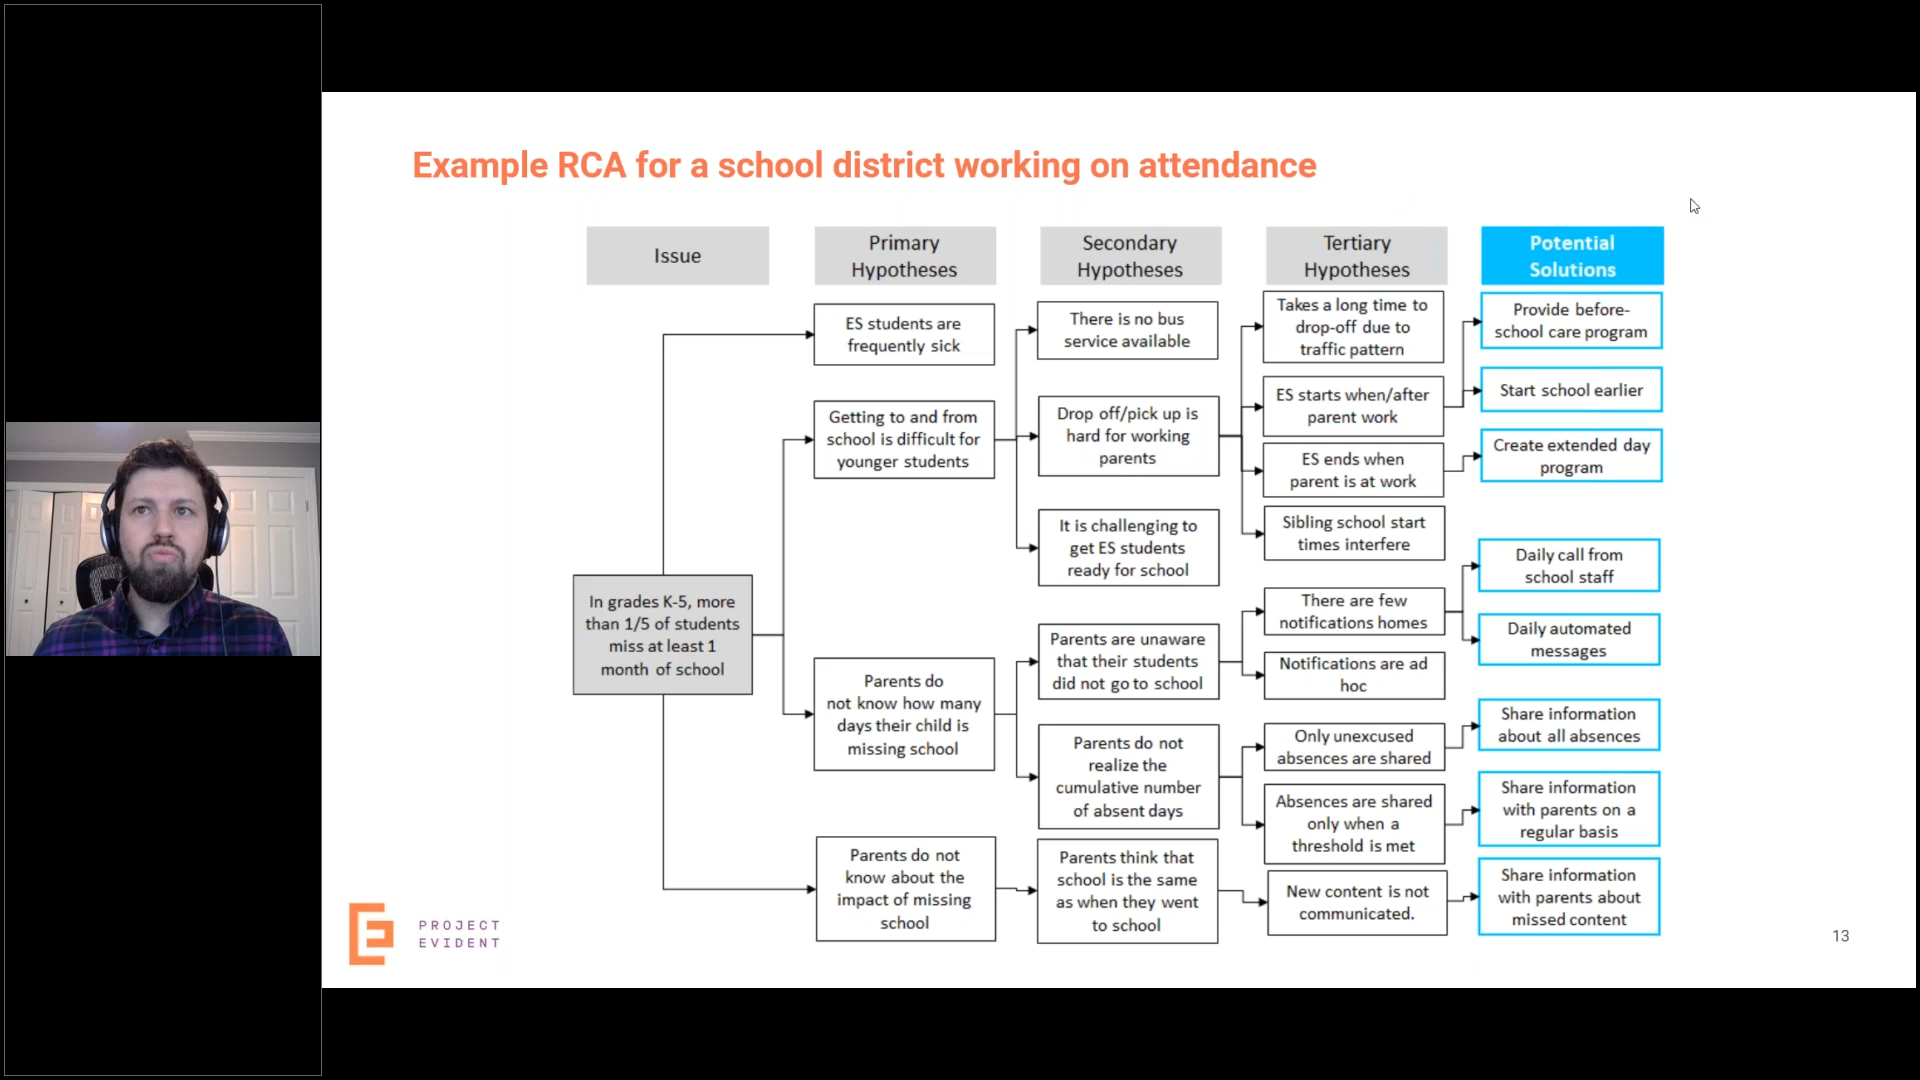 Example RCA for a school district working on attendance
Issue
Primary
Hypotheses
Secondary
Hypotheses
Tertiary
Hypotheses
Potential
Solutions
In grades K-5, more
than 1/5 of students
miss at least 1
month of school
ES students are
frequently sick
Getting to and from
school is difficult for
younger students
Parents do
not know how many
days their child is
missing school
Parents do not
know about the
impact of missing
school
There is no bus
service available
Drop off/pick up is
hard for working
parents
It is challenging to
get ES students
ready for school
Parents are unaware
that their students
did not go to school
Parents do not
realize the
cumulative number
of absent days
Parents think that
school is the same
as when they went
to school
Takes a long time to
drop-off due to
traffic pattern
ES starts when/after
parent work
ES ends when
parent is at work
Sibling school start
times interfere
There are few
notifications homes
Notifications are ad
hoc
Only unexcused
absences are shared
Absences are shared
only when a
threshold is met
New content is not
communicated.
Provide before-
school care program
Start school earlier
Create extended day
program
Daily call from
school staff
Daily automated
messages
Share information
about all absences
Share information
with parents on a
regular basis
Share information
with parents about
missed content
PROJECT
EVIDENT
13